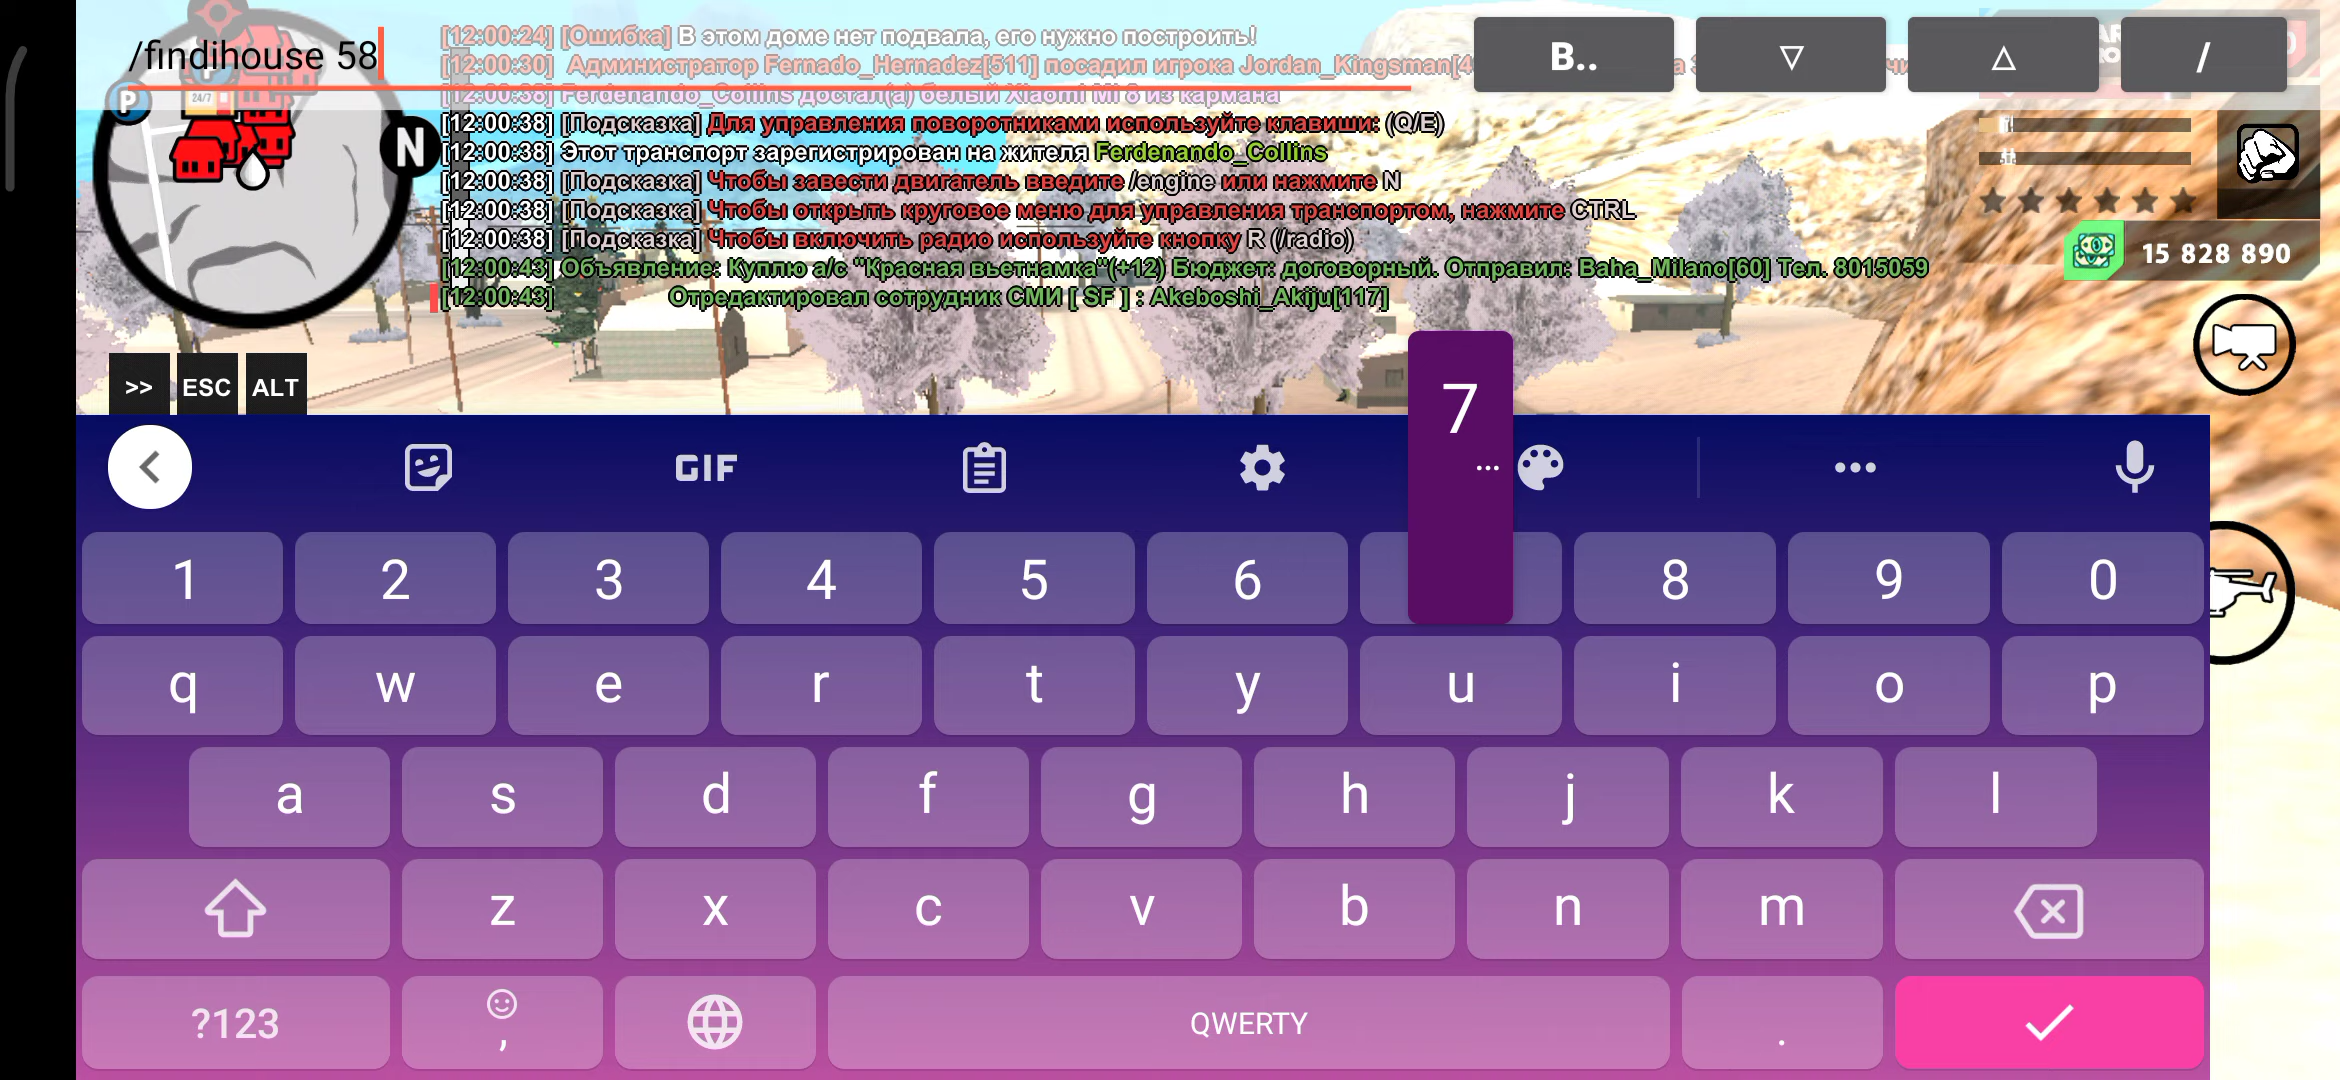 /findihouse 58
[12:00:24] [Ошибка] В этом доме нет подвала, его нужно построить!
[12:00:30] Администратор Fernado_Hernadez[511] посадил игрока Jordan_Kingsman[4
[12:00:38] Ferdenando_Collins достал(а) белый Xiaomi Mi 8 из кармана
[12:00:38] [Подсказка] Для управления поворотниками используйте клавиши: (Q/E)
[12:00:38] Этот транспорт зарегистрирован на жителя Ferdenando_Collins
[12:00:38] [Подсказка] Чтобы завести двигатель введите /engine или нажмите N
[12:00:38] [Подсказка] Чтобы открыть круговое меню для управления транспортом, нажмите CTRL
[12:00:38] [Подсказка] Чтобы включить радио используйте кнопку R (/radio)
[12:00:43] Объявление: Куплю а/с "Красная вьетнамка"(+12) Бюджет: договорный. Отправил: Baha_Milano[60] Тел. 8015059
[12:00:43] Отредактировал сотрудник СМИ [ SF ] : Akeboshi_Akiju[117]
B.. ▽ △ /
P 24/7 N
15 828 890
>> ESC ALT
GIF
7
...
1 2 3 4 5 6 8 9 0
q w e r t y u i o p
a s d f g h j k l
z x c v b n m
?123 , QWERTY .